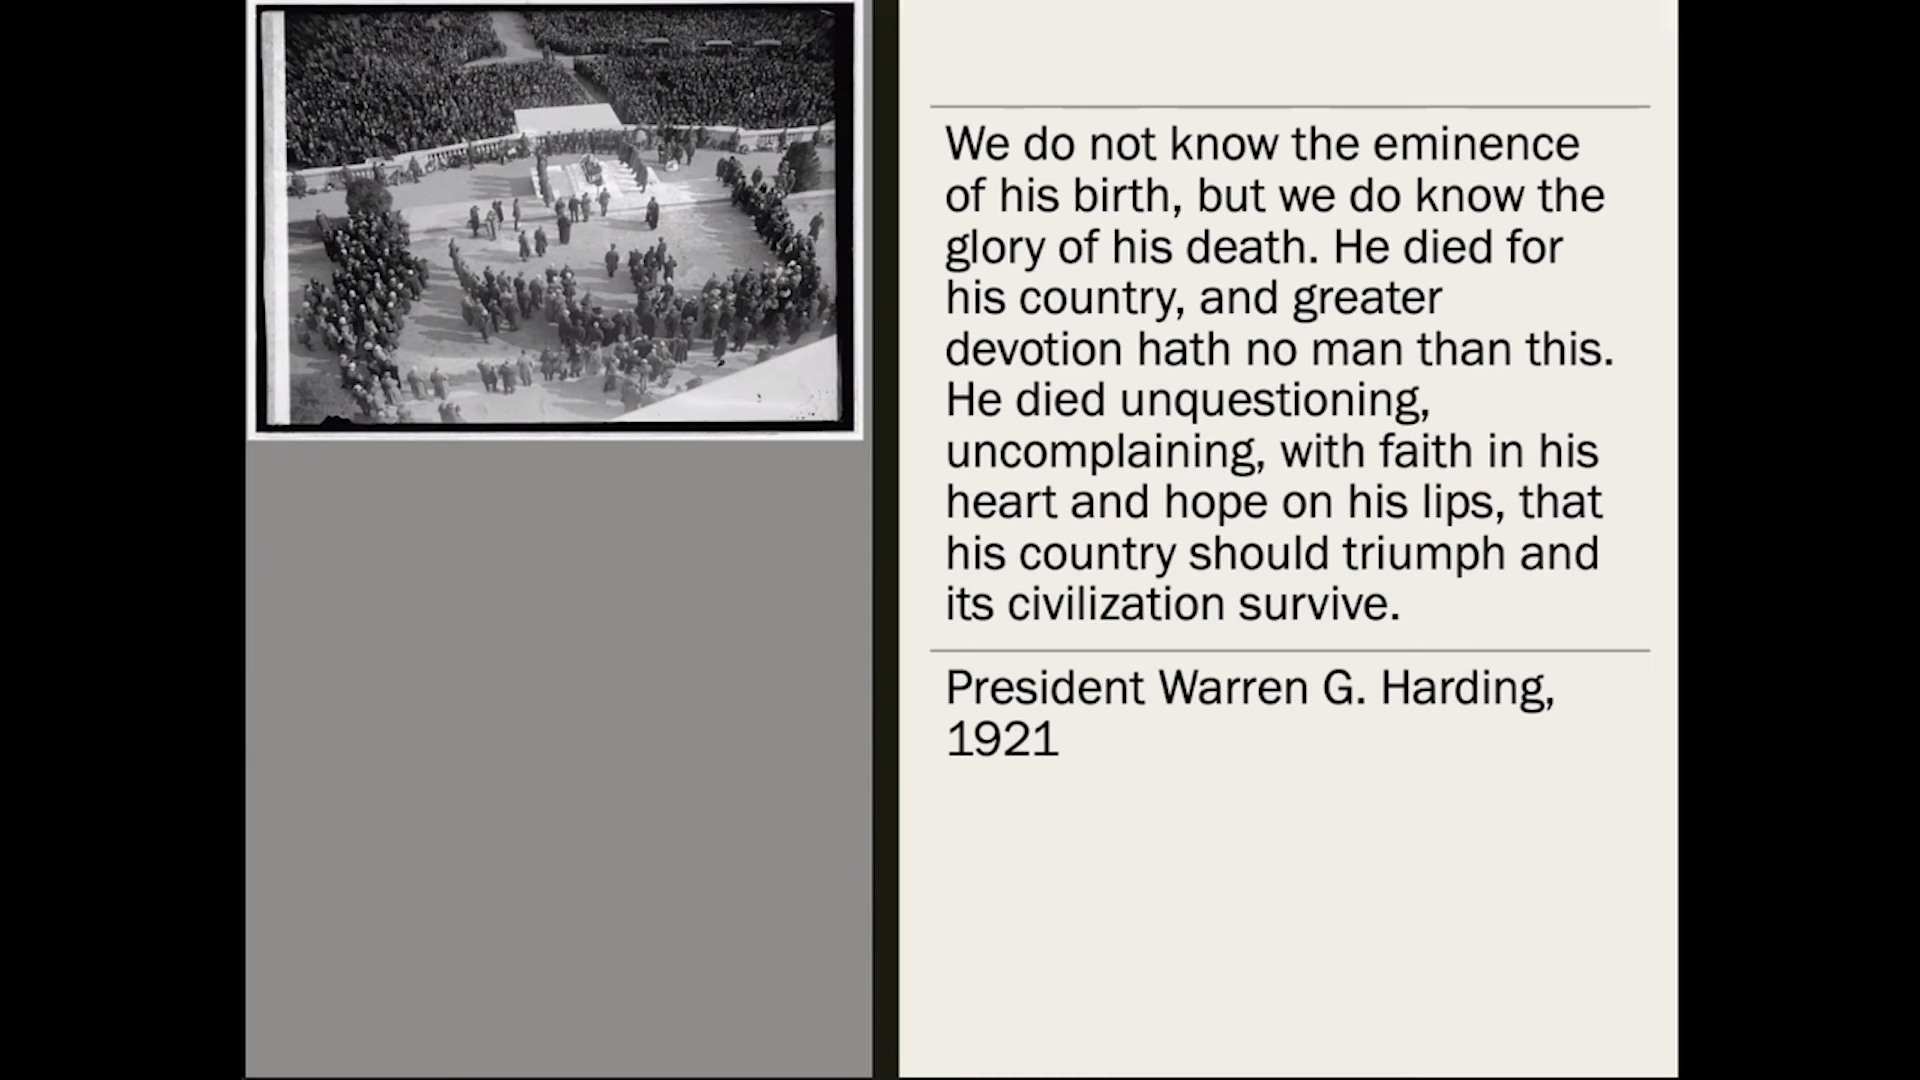 We do not know the eminence
of his birth, but we do know the
glory of his death. He died for
his country, and greater
devotion hath no man than this.
He died unquestioning,
uncomplaining, with faith in his
heart and hope on his lips, that
his country should triumph and
its civilization survive.
President Warren G. Harding,
1921